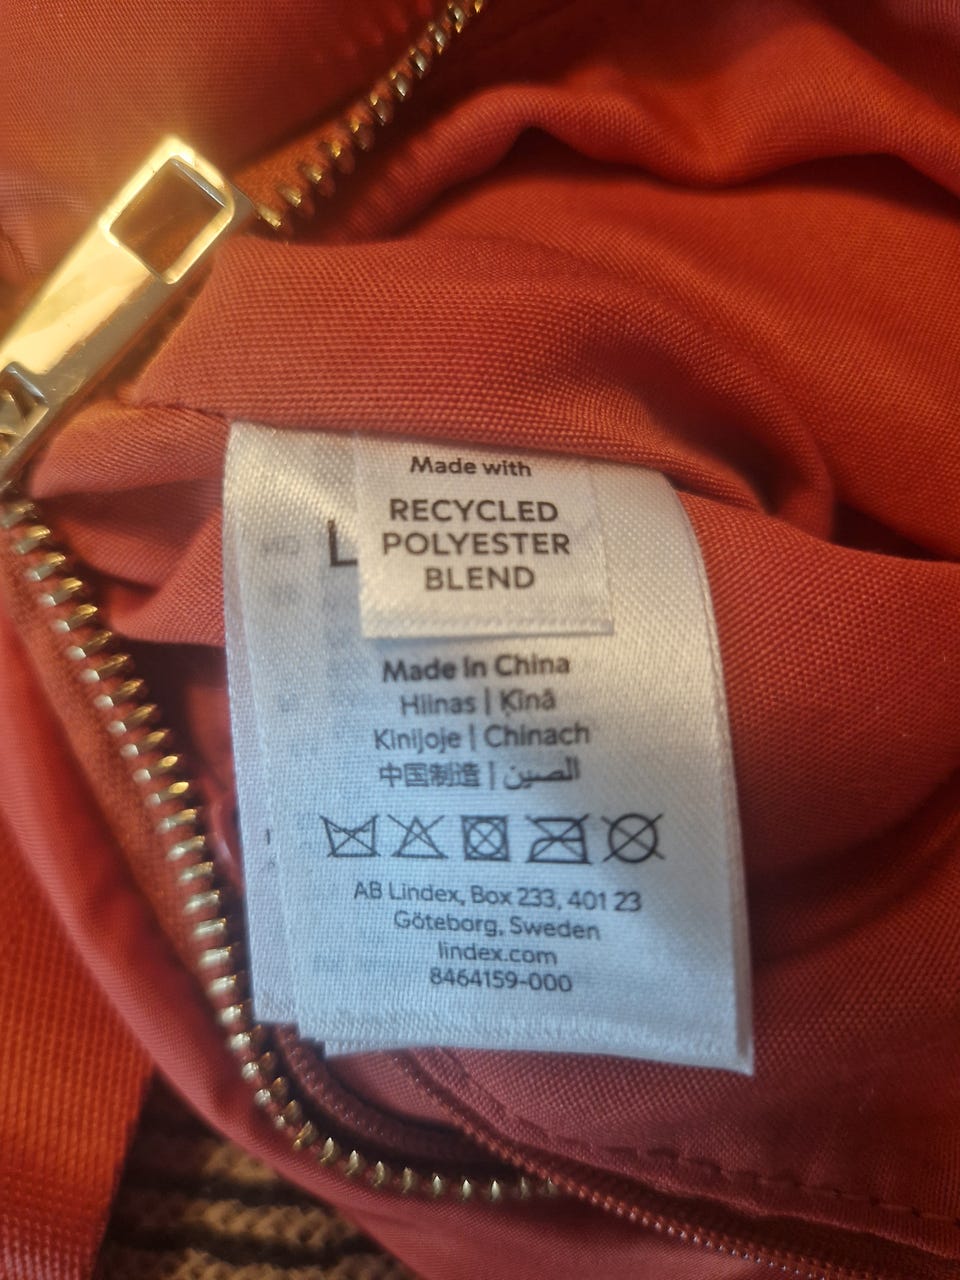 Made with
RECYCLED
POLYESTER
BLEND
Made in China
Hiinas | Ķīnā
Kinijoje | Chinach
中国制造 | الصين
AB Lindex, Box 233, 401 23
Göteborg, Sweden
lindex.com
8464159-000